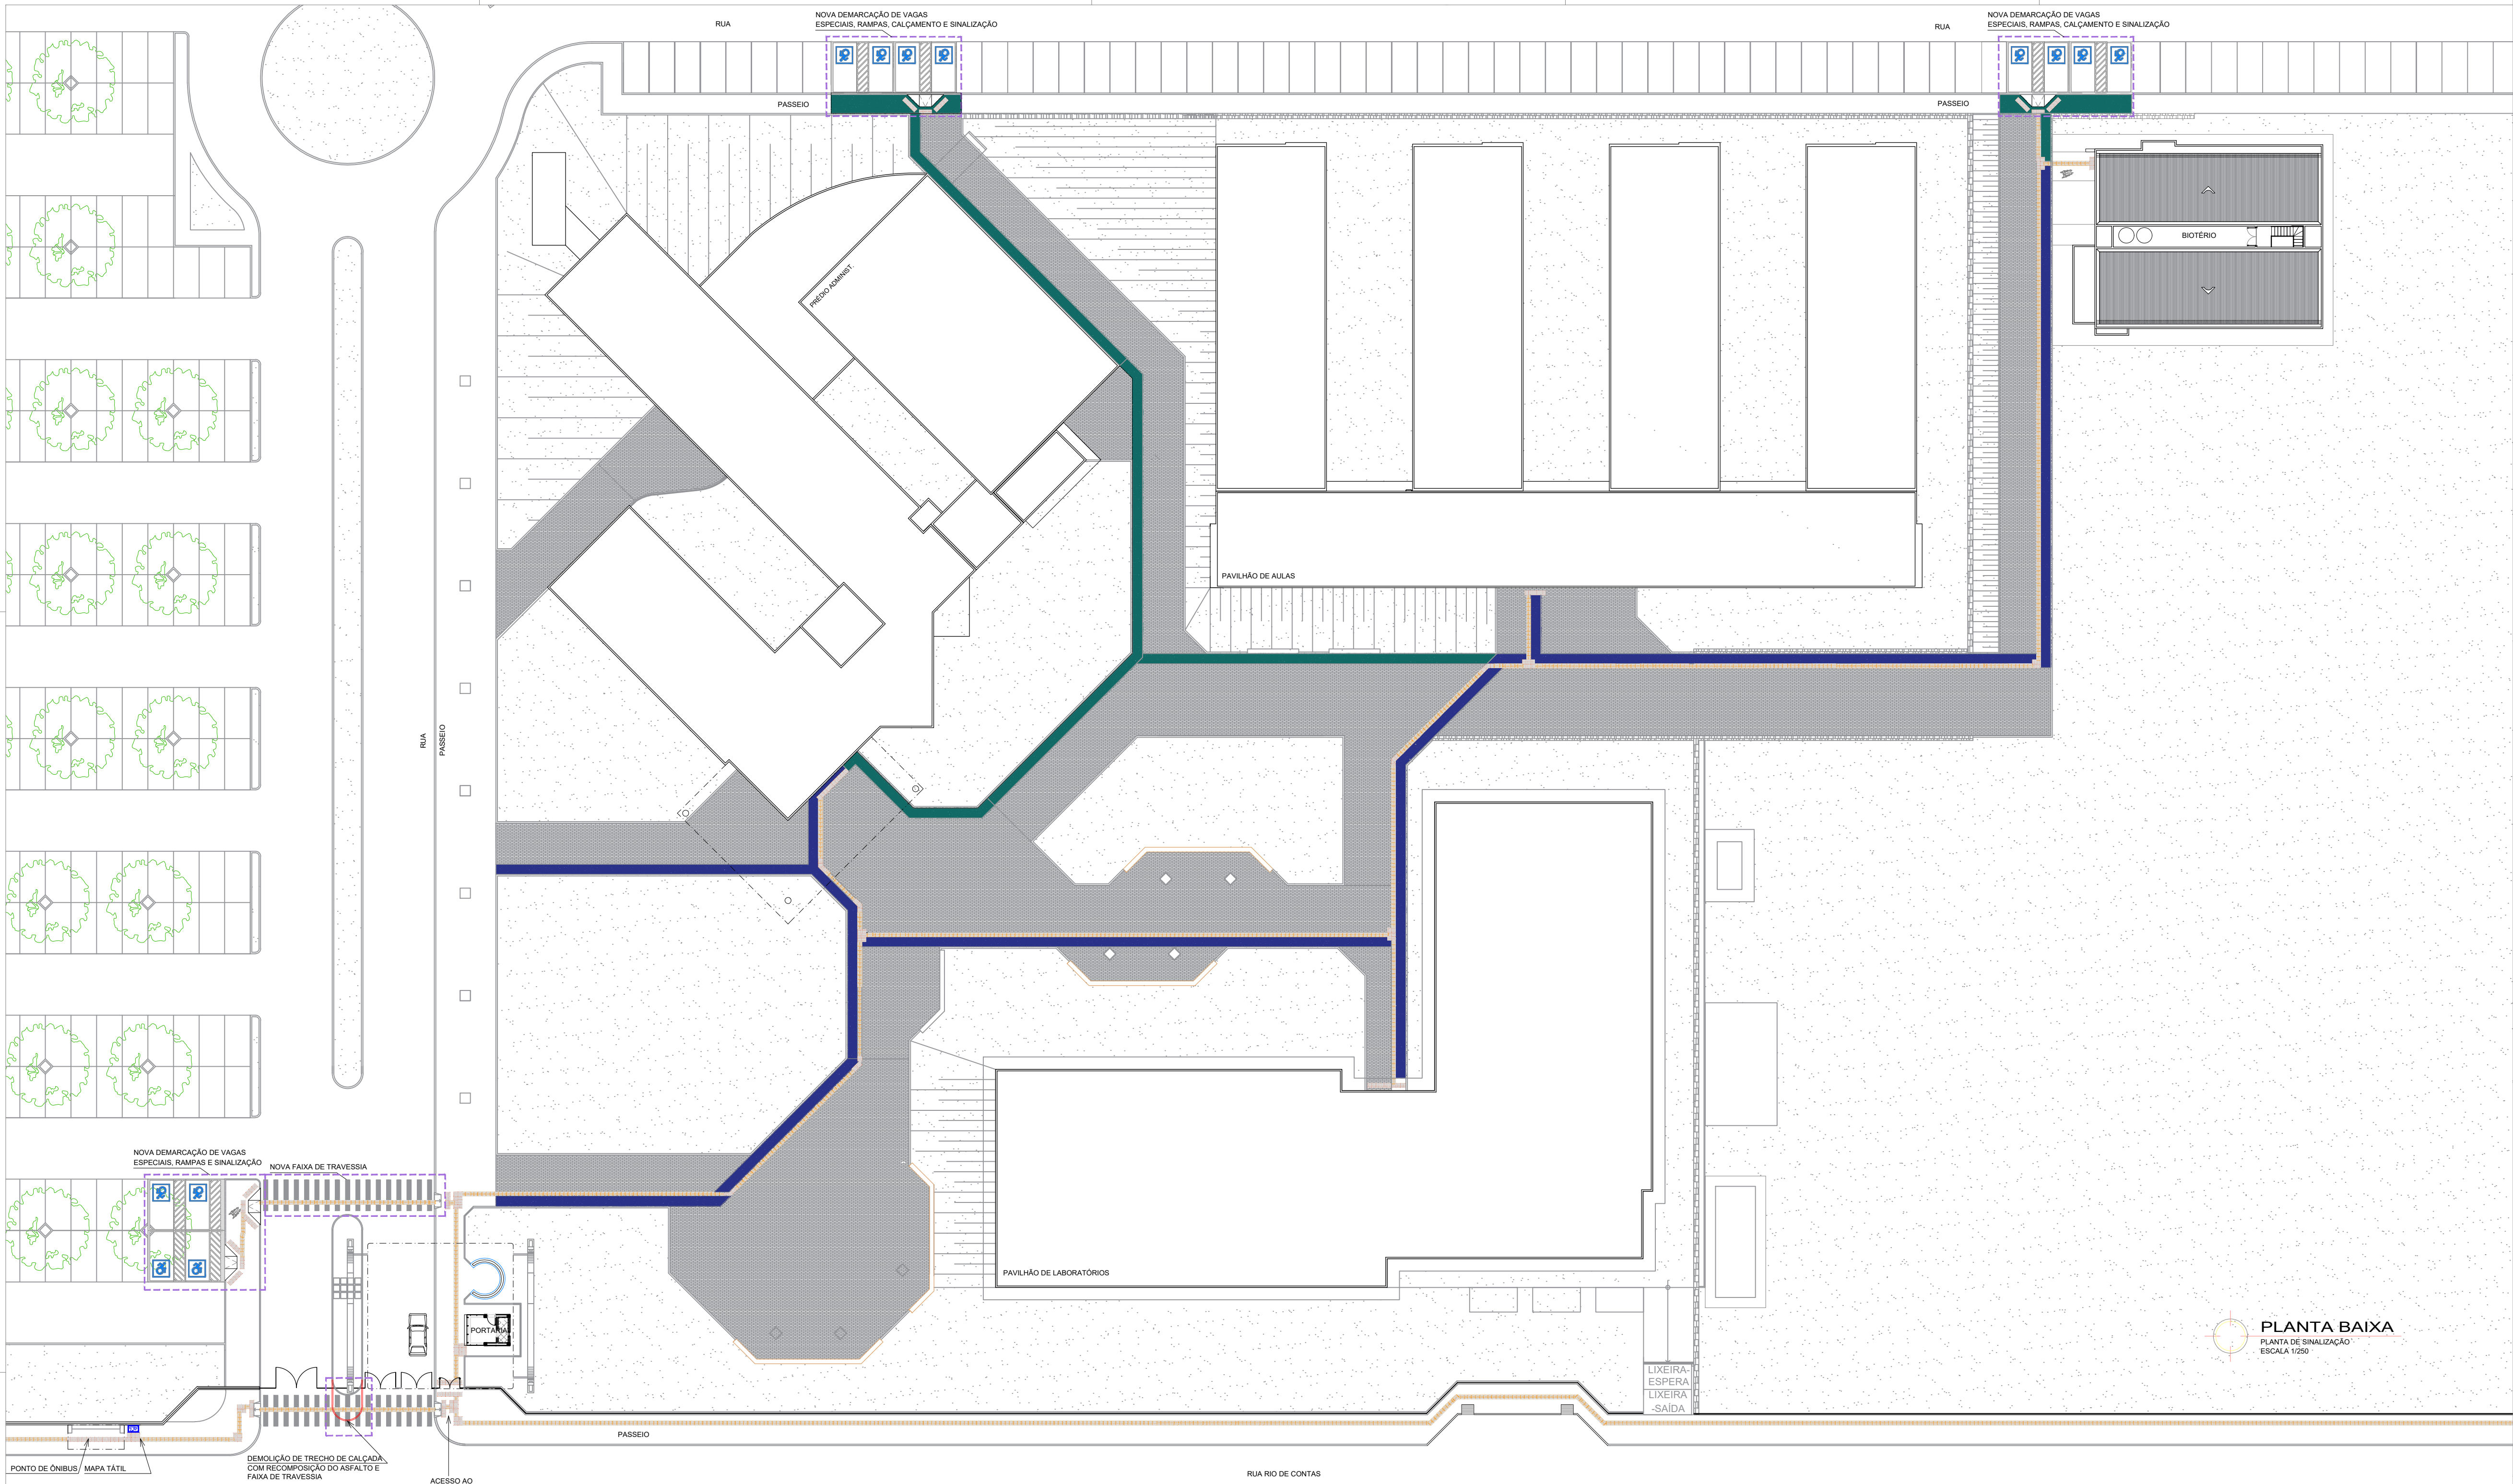 RUA
NOVA DEMARCAÇÃO DE VAGAS
ESPECIAIS, RAMPAS, CALÇAMENTO E SINALIZAÇÃO
RUA
NOVA DEMARCAÇÃO DE VAGAS
ESPECIAIS, RAMPAS, CALÇAMENTO E SINALIZAÇÃO
PASSEIO
PASSEIO
BIOTÉRIO
PRÉDIO ADMINIST.
PAVILHÃO DE AULAS
RUA
PASSEIO
NOVA DEMARCAÇÃO DE VAGAS
ESPECIAIS, RAMPAS E SINALIZAÇÃO
NOVA FAIXA DE TRAVESSIA
PAVILHÃO DE LABORATÓRIOS
PORTARIA
PLANTA BAIXA
PLANTA DE SINALIZAÇÃO
ESCALA 1/250
LIXEIRA-
ESPERA
LIXEIRA
-SAÍDA
PASSEIO
PONTO DE ÔNIBUS
MAPA TÁTIL
DEMOLIÇÃO DE TRECHO DE CALÇADA
COM RECOMPOSIÇÃO DO ASFALTO E
FAIXA DE TRAVESSIA
ACESSO AO
RUA RIO DE CONTAS